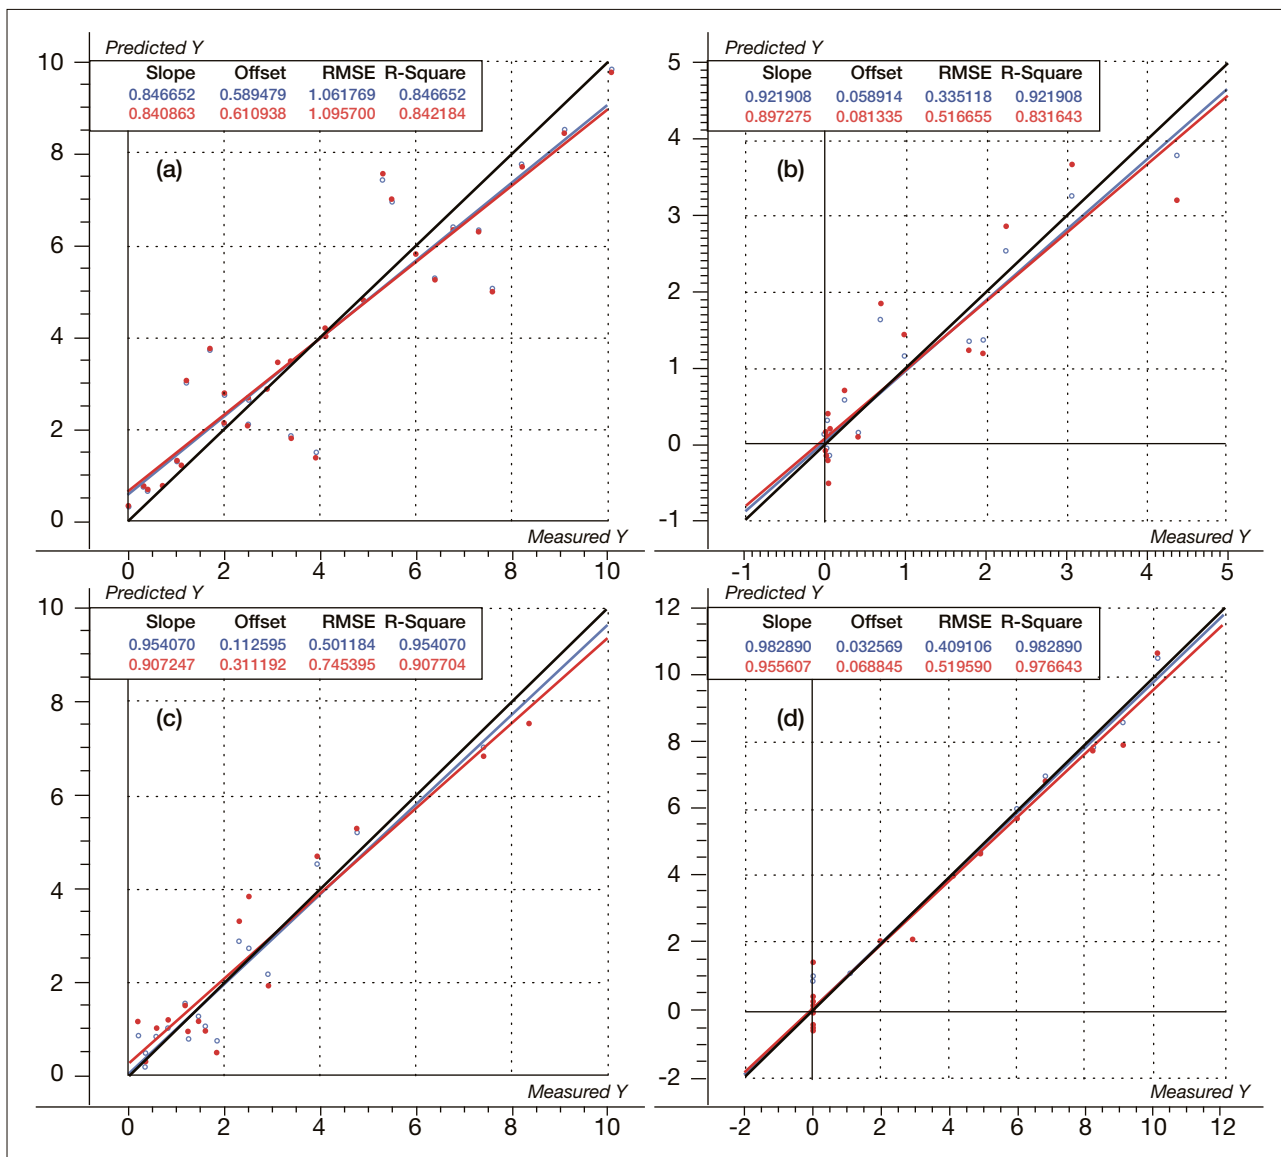 Predicted Y
Slope Offset RMSE R-Square
0.846652 0.589479 1.061769 0.846652
0.840863 0.610938 1.095700 0.842184
(a)
10
8
6
4
2
0
Measured Y
0 2 4 6 8 10
Predicted Y
Slope Offset RMSE R-Square
0.921908 0.058914 0.335118 0.921908
0.897275 0.081335 0.516655 0.831643
(b)
5
4
3
2
1
0
-1
Measured Y
-1 0 1 2 3 4 5
Predicted Y
Slope Offset RMSE R-Square
0.954070 0.112595 0.501184 0.954070
0.907247 0.311192 0.745395 0.907704
(c)
10
8
6
4
2
0
Measured Y
0 2 4 6 8 10
Predicted Y
Slope Offset RMSE R-Square
0.982890 0.032569 0.409106 0.982890
0.955607 0.068845 0.519590 0.976643
(d)
12
10
8
6
4
2
0
-2
Measured Y
-2 0 2 4 6 8 10 12